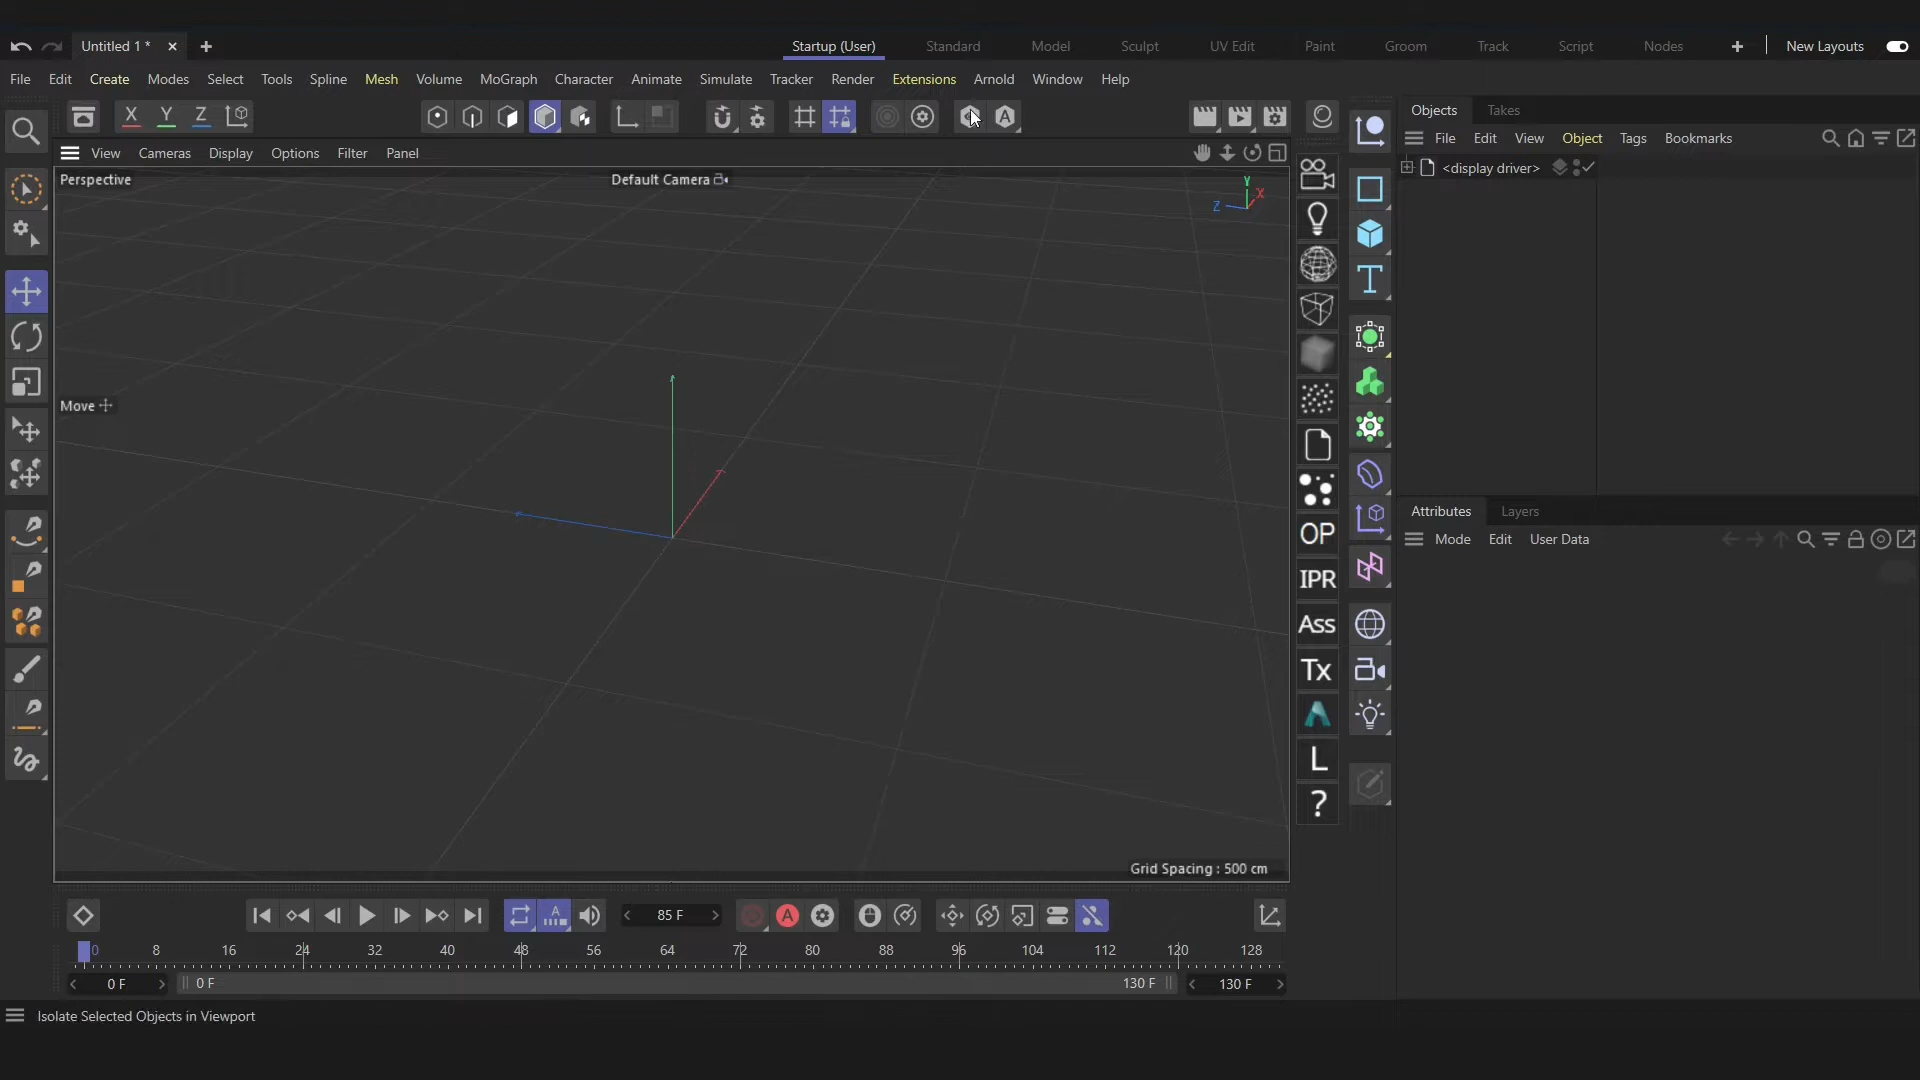 Untitled 1 *
Startup (User) Standard Model Sculpt UV Edit Paint Groom Track Script Nodes New Layouts
File Edit Create Modes Select Tools Spline Mesh Volume MoGraph Character Animate Simulate Tracker Render Extensions Arnold Window Help
X Y Z
A
Objects Takes
File Edit View Object Tags Bookmarks
View Cameras Display Options Filter Panel
<display driver>
Perspective
Default Camera
Y
X
Z
T
Move
Attributes Layers
Mode Edit User Data
OP
IPR
Ass
Tx
L
?
Grid Spacing : 500 cm
A
85 F
A
0 8 16 24 32 40 48 56 64 72 80 88 96 104 112 120 128
0 F
0 F
130 F
130 F
Isolate Selected Objects in Viewport